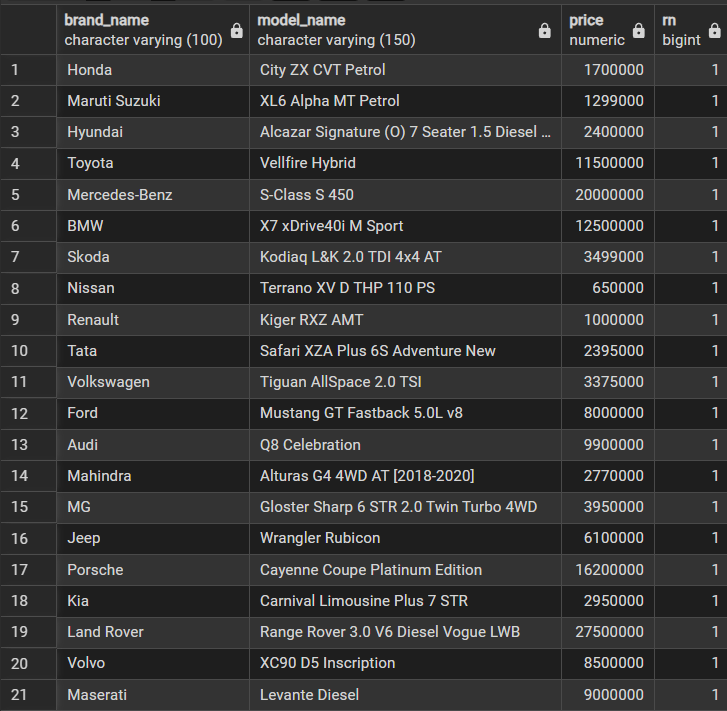 brand_name model_name price rn
character varying (100) character varying (150) numeric bigint
1 Honda City ZX CVT Petrol 1700000 1
2 Maruti Suzuki XL6 Alpha MT Petrol 1299000 1
3 Hyundai Alcazar Signature (O) 7 Seater 1.5 Diesel ... 2400000 1
4 Toyota Vellfire Hybrid 11500000 1
5 Mercedes-Benz S-Class S 450 20000000 1
6 BMW X7 xDrive40i M Sport 12500000 1
7 Skoda Kodiaq L&K 2.0 TDI 4x4 AT 3499000 1
8 Nissan Terrano XV D THP 110 PS 650000 1
9 Renault Kiger RXZ AMT 1000000 1
10 Tata Safari XZA Plus 6S Adventure New 2395000 1
11 Volkswagen Tiguan AllSpace 2.0 TSI 3375000 1
12 Ford Mustang GT Fastback 5.0L v8 8000000 1
13 Audi Q8 Celebration 9900000 1
14 Mahindra Alturas G4 4WD AT [2018-2020] 2770000 1
15 MG Gloster Sharp 6 STR 2.0 Twin Turbo 4WD 3950000 1
16 Jeep Wrangler Rubicon 6100000 1
17 Porsche Cayenne Coupe Platinum Edition 16200000 1
18 Kia Carnival Limousine Plus 7 STR 2950000 1
19 Land Rover Range Rover 3.0 V6 Diesel Vogue LWB 27500000 1
20 Volvo XC90 D5 Inscription 8500000 1
21 Maserati Levante Diesel 9000000 1